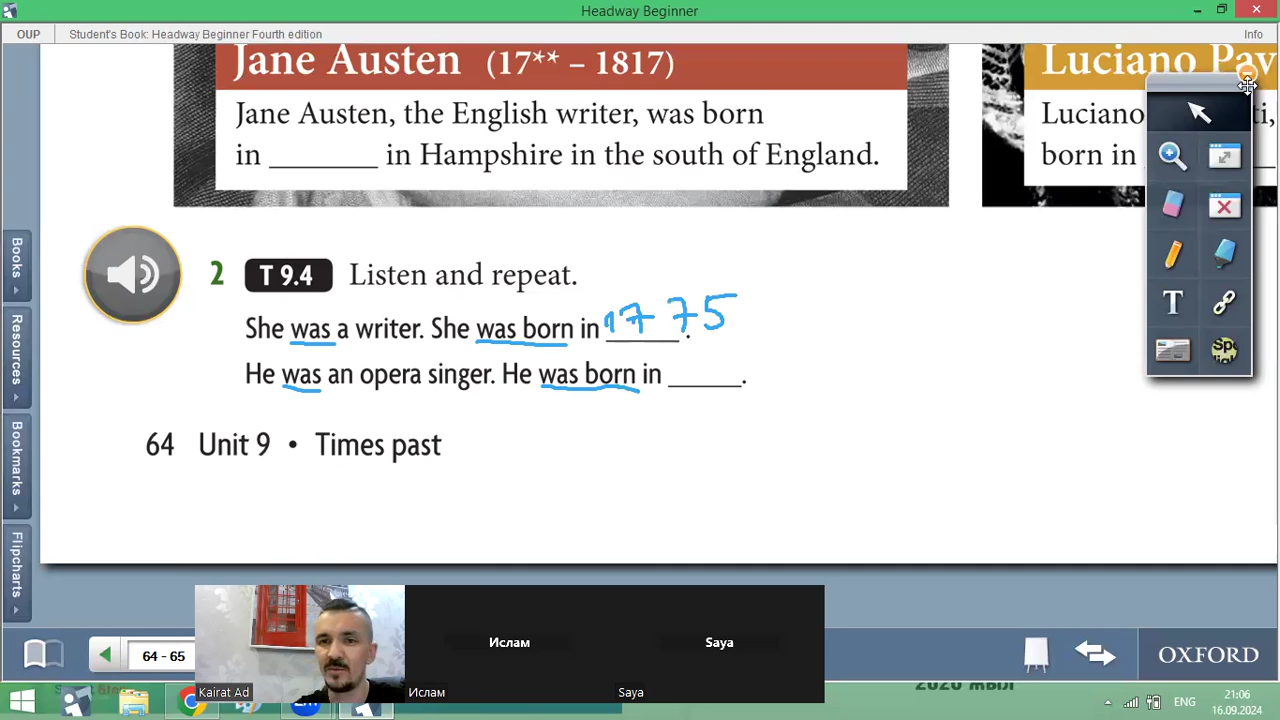 Headway Beginner
OUP Student's Book: Headway Beginner Fourth edition Info
Jane Austen (17** – 1817)
Jane Austen, the English writer, was born
in ________ in Hampshire in the south of England.
Luciano Pav
Luciano
born in
Books
Resources
Bookmarks
Flipcharts
2 T 9.4 Listen and repeat.
She was a writer. She was born in 1775.
He was an opera singer. He was born in ______.
64 Unit 9 • Times past
T
Ислам
Saya
Kairat Ad
Ислам
Saya
64 - 65
OXFORD
ENG
21:06
16.09.2024